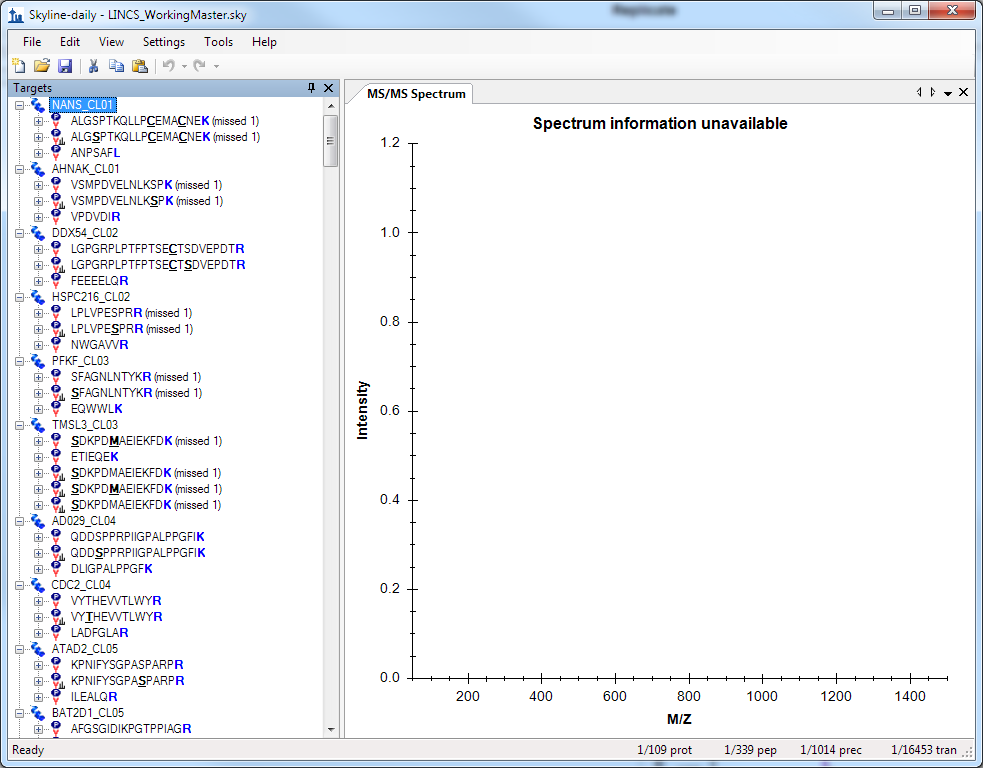 Skyline-daily - LINCS_WorkingMaster.sky
Replicate
File Edit View Settings Tools Help
Targets
NANS_CL01
ALGSPTKQLLPCEMACNEK (missed 1)
ALGSPTKQLLPCEMACNEK (missed 1)
ANPSAFL
AHNAK_CL01
VSMPDVELNLKSPK (missed 1)
VSMPDVELNLKSPK (missed 1)
VPDVDIR
DDX54_CL02
LGPGRPLPTFPTSECTSDVEPDTR
LGPGRPLPTFPTSECTSDVEPDTR
FEEEELQR
HSPC216_CL02
LPLVPESPRR (missed 1)
LPLVPESPRR (missed 1)
NWGAVVR
PFKF_CL03
SFAGNLNTYKR (missed 1)
SFAGNLNTYKR (missed 1)
EQWWLK
TMSL3_CL03
SDKPDMAEIEKFDK (missed 1)
ETIEQEK
SDKPDMAEIEKFDK (missed 1)
SDKPDMAEIEKFDK (missed 1)
SDKPDMAEIEKFDK (missed 1)
AD029_CL04
QDDSPPRPIIGPALPPGFIK
QDDSPPRPIIGPALPPGFIK
DLIGPALPPGFK
CDC2_CL04
VYTHEVVTLWYR
VYTHEVVTLWYR
LADFGLAR
ATAD2_CL05
KPNIFYSGPASPARPR
KPNIFYSGPASPARPR
ILEALQR
BAT2D1_CL05
AFGSGIDIKPGTPPIAGR
MS/MS Spectrum
Spectrum information unavailable
1.2
1.0
0.8
0.6
0.4
0.2
0.0
Intensity
200 400 600 800 1000 1200 1400
M/Z
Ready 1/109 prot 1/339 pep 1/1014 prec 1/16453 tran